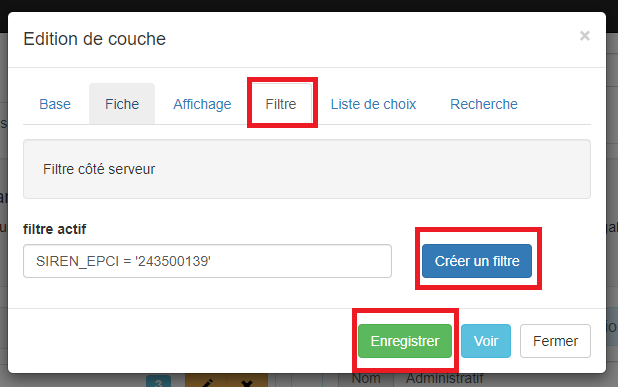 Edition de couche ×
Base Fiche Affichage Filtre Liste de choix Recherche
Filtre côté serveur
filtre actif
SIREN_EPCI = '243500139' Créer un filtre
Enregistrer Voir Fermer
3 Nom Administratif